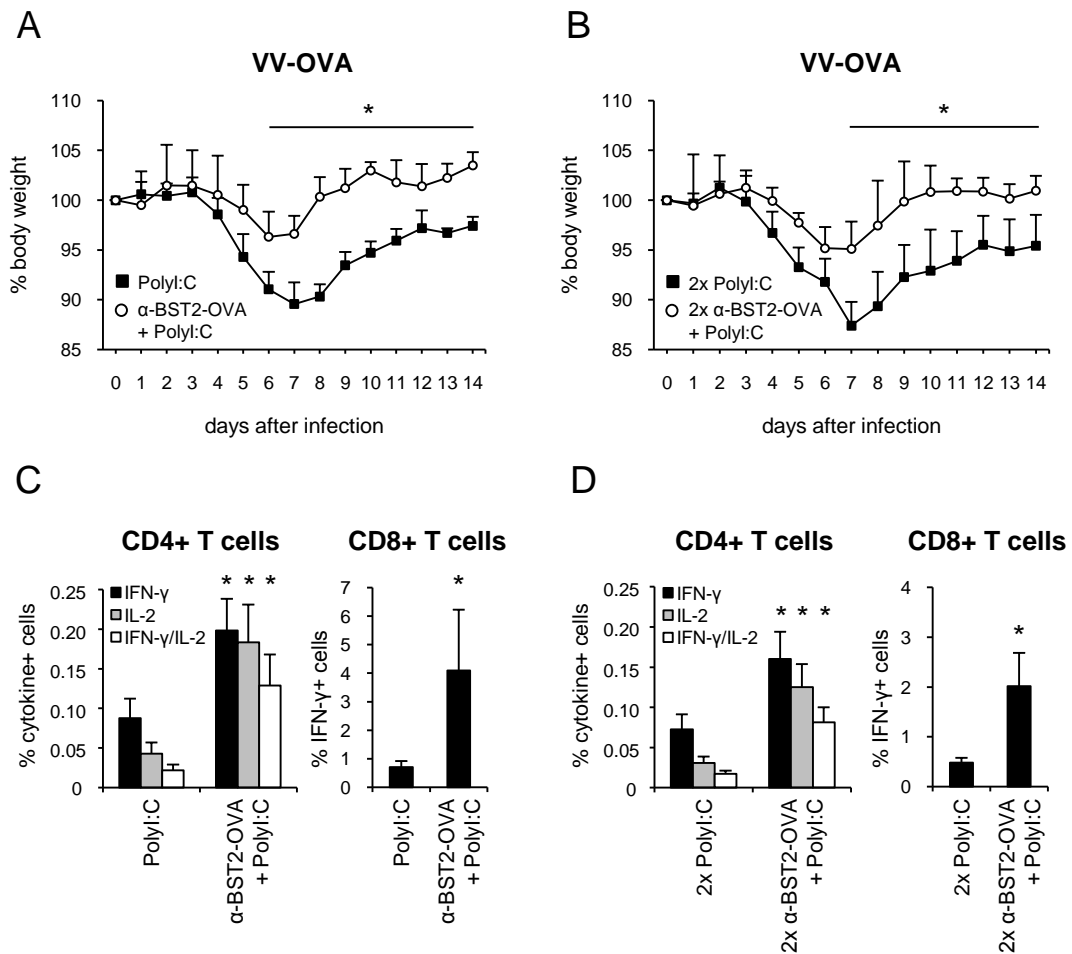 A
VV-OVA
*
110
105
100
95
90
85
% body weight
PolyI:C
α-BST2-OVA
+ PolyI:C
0 1 2 3 4 5 6 7 8 9 10 11 12 13 14
days after infection
B
VV-OVA
*
110
105
100
95
90
85
% body weight
2x PolyI:C
2x α-BST2-OVA
+ PolyI:C
0 1 2 3 4 5 6 7 8 9 10 11 12 13 14
days after infection
C
CD4+ T cells
* * *
0.25
0.20
0.15
0.10
0.05
0
% cytokine+ cells
IFN-γ
IL-2
IFN-γ/IL-2
PolyI:C
α-BST2-OVA
+ PolyI:C
CD8+ T cells
*
7
6
5
4
3
2
1
0
% IFN-γ+ cells
PolyI:C
α-BST2-OVA
+ PolyI:C
D
CD4+ T cells
* * *
0.25
0.20
0.15
0.10
0.05
0
% cytokine+ cells
IFN-γ
IL-2
IFN-γ/IL-2
2x PolyI:C
2x α-BST2-OVA
+ PolyI:C
CD8+ T cells
*
4
3
2
1
0
% IFN-γ+ cells
2x PolyI:C
2x α-BST2-OVA
+ PolyI:C